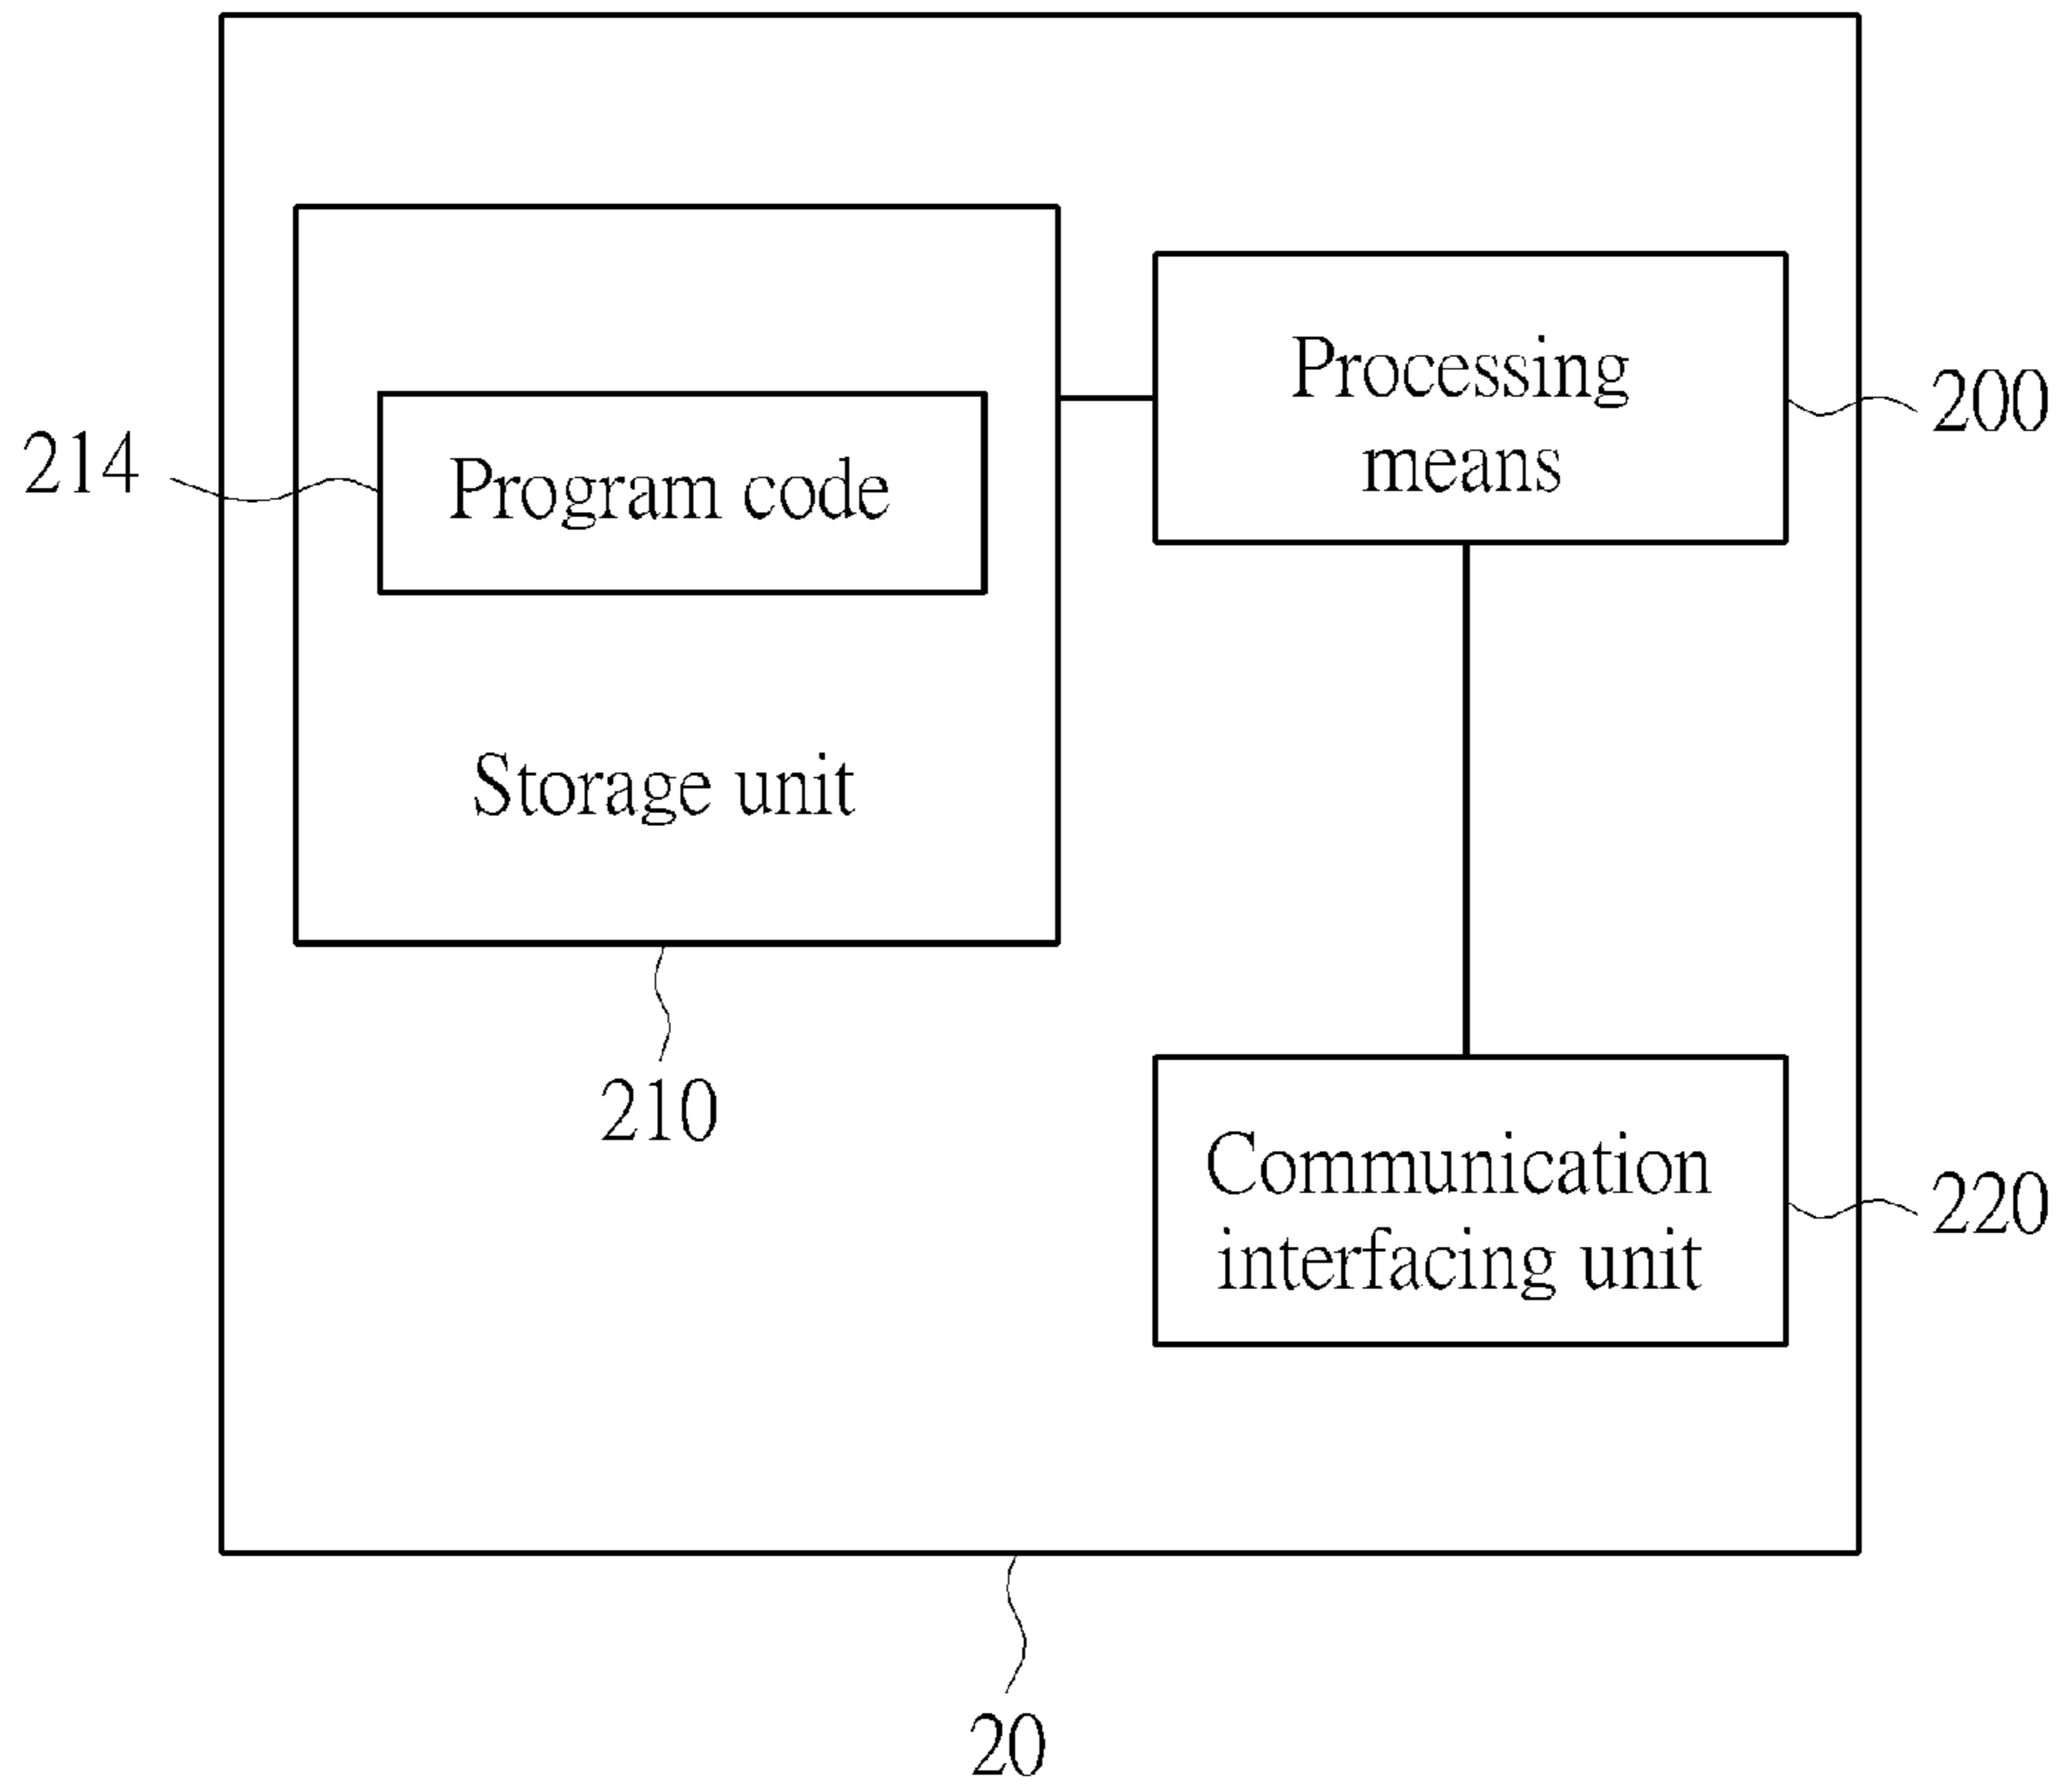 Processing
means
200
214
Program code
Storage unit
210
Communication
interfacing unit
220
20